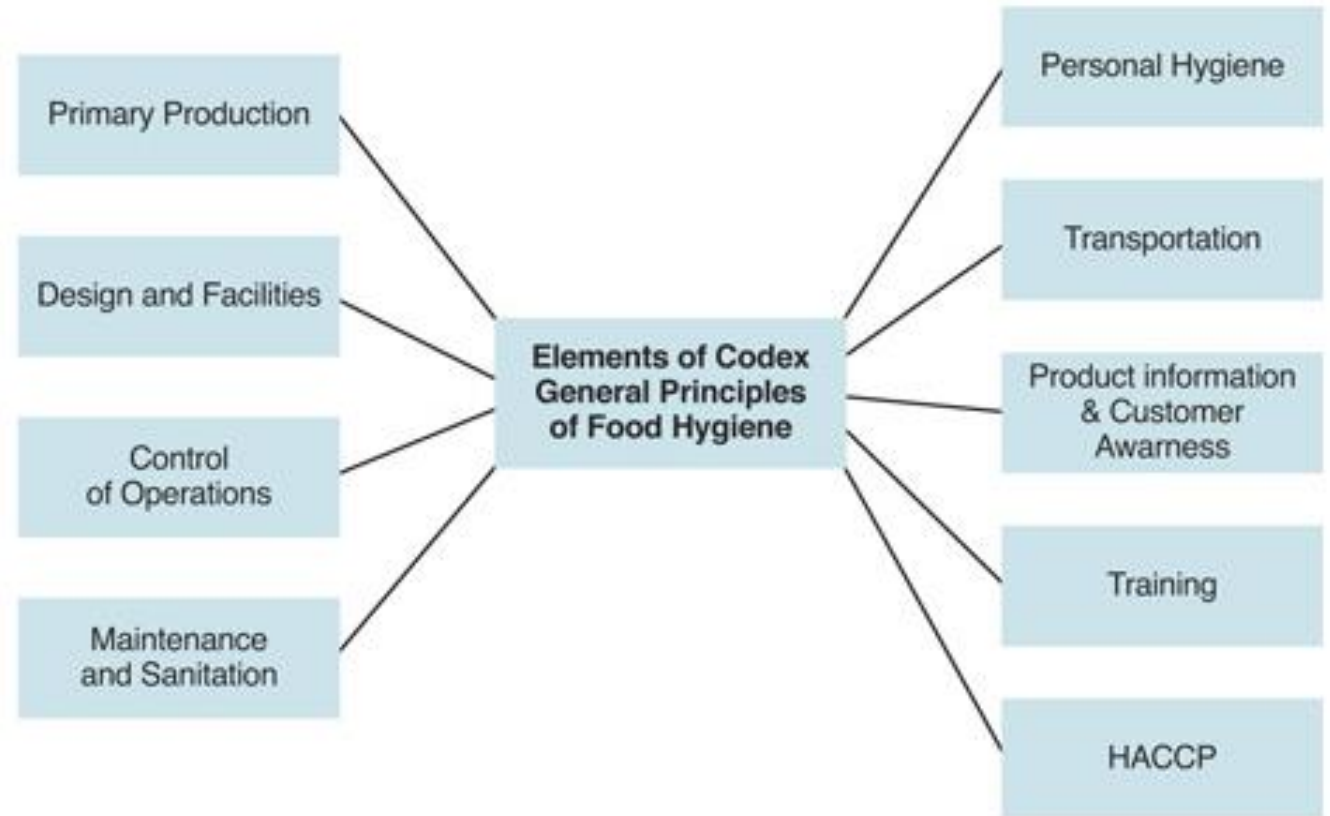 Primary Production
Design and Facilities
Control
of Operations
Maintenance
and Sanitation
Elements of Codex
General Principles
of Food Hygiene
Personal Hygiene
Transportation
Product information
& Customer
Awarness
Training
HACCP